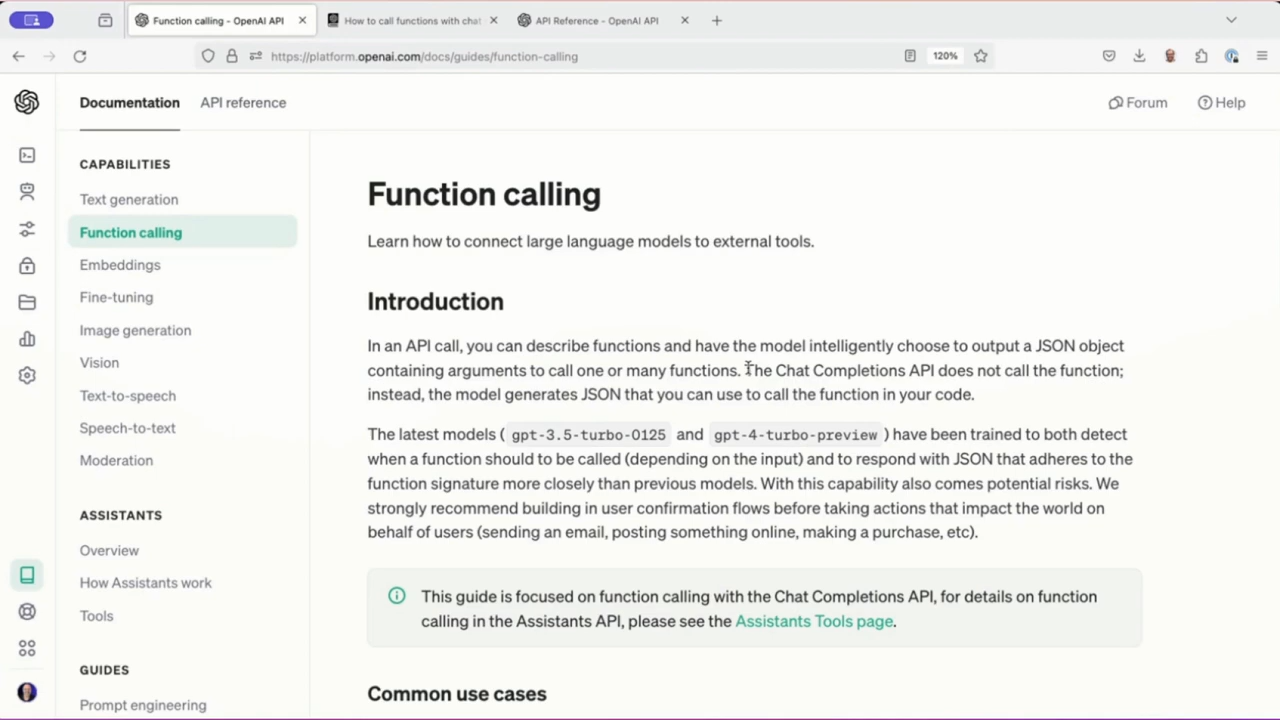 Function calling - OpenAI API
How to call functions with chat
API Reference - OpenAI API
https://platform.openai.com/docs/guides/function-calling
120%
Documentation
API reference
Forum
Help
CAPABILITIES
Text generation
Function calling
Embeddings
Fine-tuning
Image generation
Vision
Text-to-speech
Speech-to-text
Moderation
ASSISTANTS
Overview
How Assistants work
Tools
GUIDES
Prompt engineering
Function calling
Learn how to connect large language models to external tools.
Introduction
In an API call, you can describe functions and have the model intelligently choose to output a JSON object
containing arguments to call one or many functions. The Chat Completions API does not call the function;
instead, the model generates JSON that you can use to call the function in your code.
The latest models ( gpt-3.5-turbo-0125 and gpt-4-turbo-preview ) have been trained to both detect
when a function should to be called (depending on the input) and to respond with JSON that adheres to the
function signature more closely than previous models. With this capability also comes potential risks. We
strongly recommend building in user confirmation flows before taking actions that impact the world on
behalf of users (sending an email, posting something online, making a purchase, etc).
This guide is focused on function calling with the Chat Completions API, for details on function
calling in the Assistants API, please see the Assistants Tools page.
Common use cases